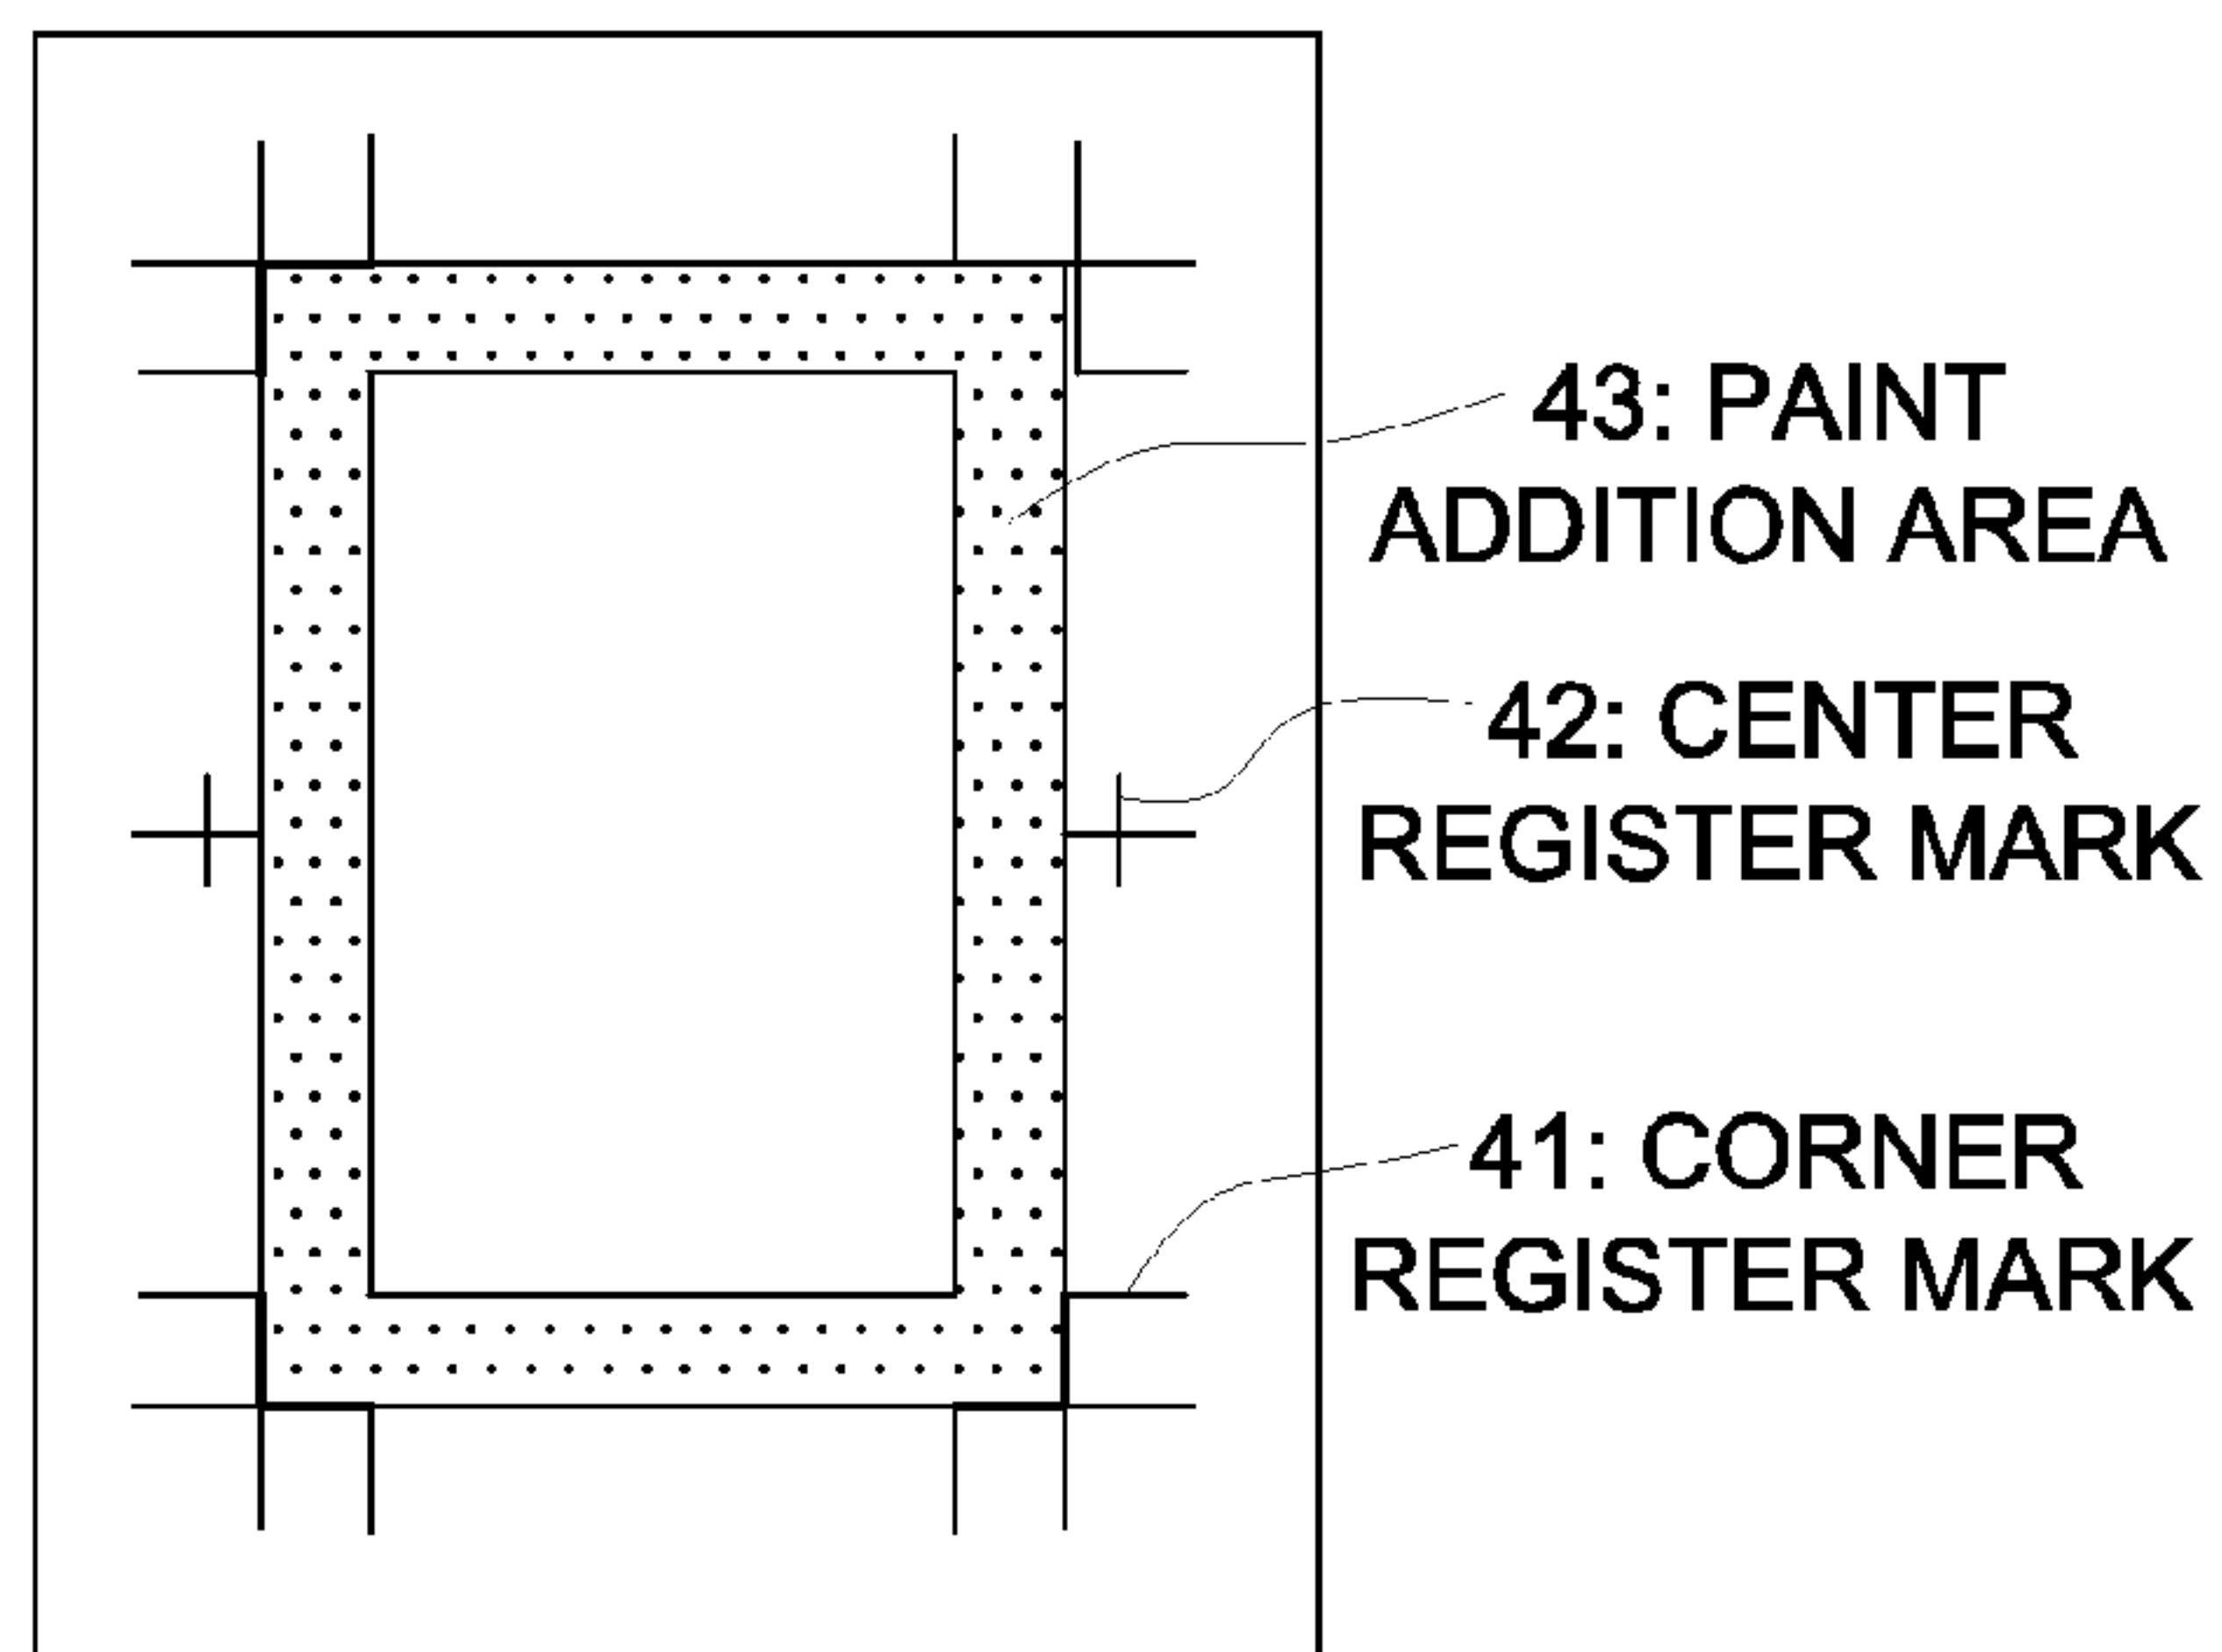 43: PAINT
ADDITION AREA
42: CENTER
REGISTER MARK
41: CORNER
REGISTER MARK